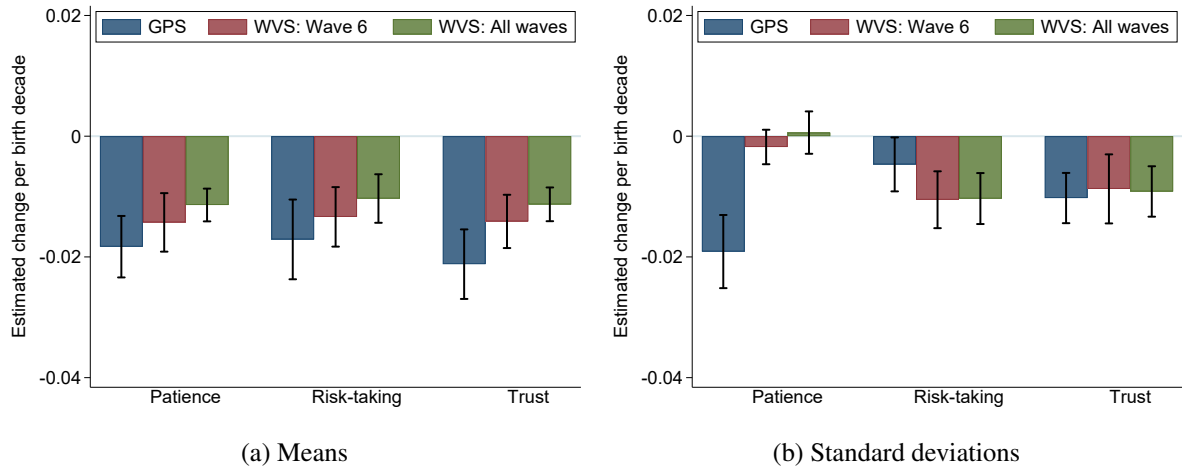 Estimated change per birth decade
0.02
0
-0.02
-0.04
GPS WVS: Wave 6 WVS: All waves
Patience Risk-taking Trust
(a) Means
Estimated change per birth decade
0.02
0
-0.02
-0.04
GPS WVS: Wave 6 WVS: All waves
Patience Risk-taking Trust
(b) Standard deviations